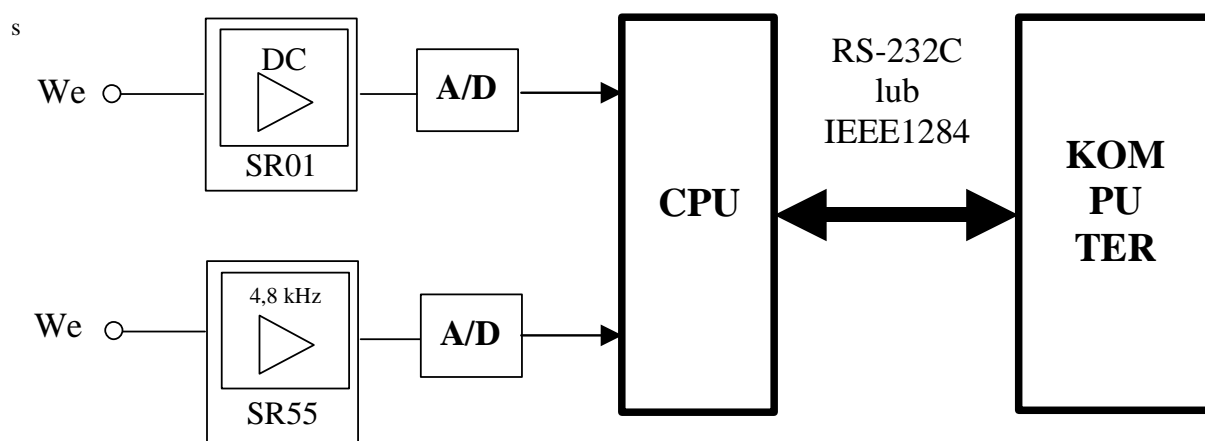 s
We
DC
SR01
A/D
CPU
RS-232C
lub
IEEE1284
KOM
PU
TER
We
4,8 kHz
SR55
A/D